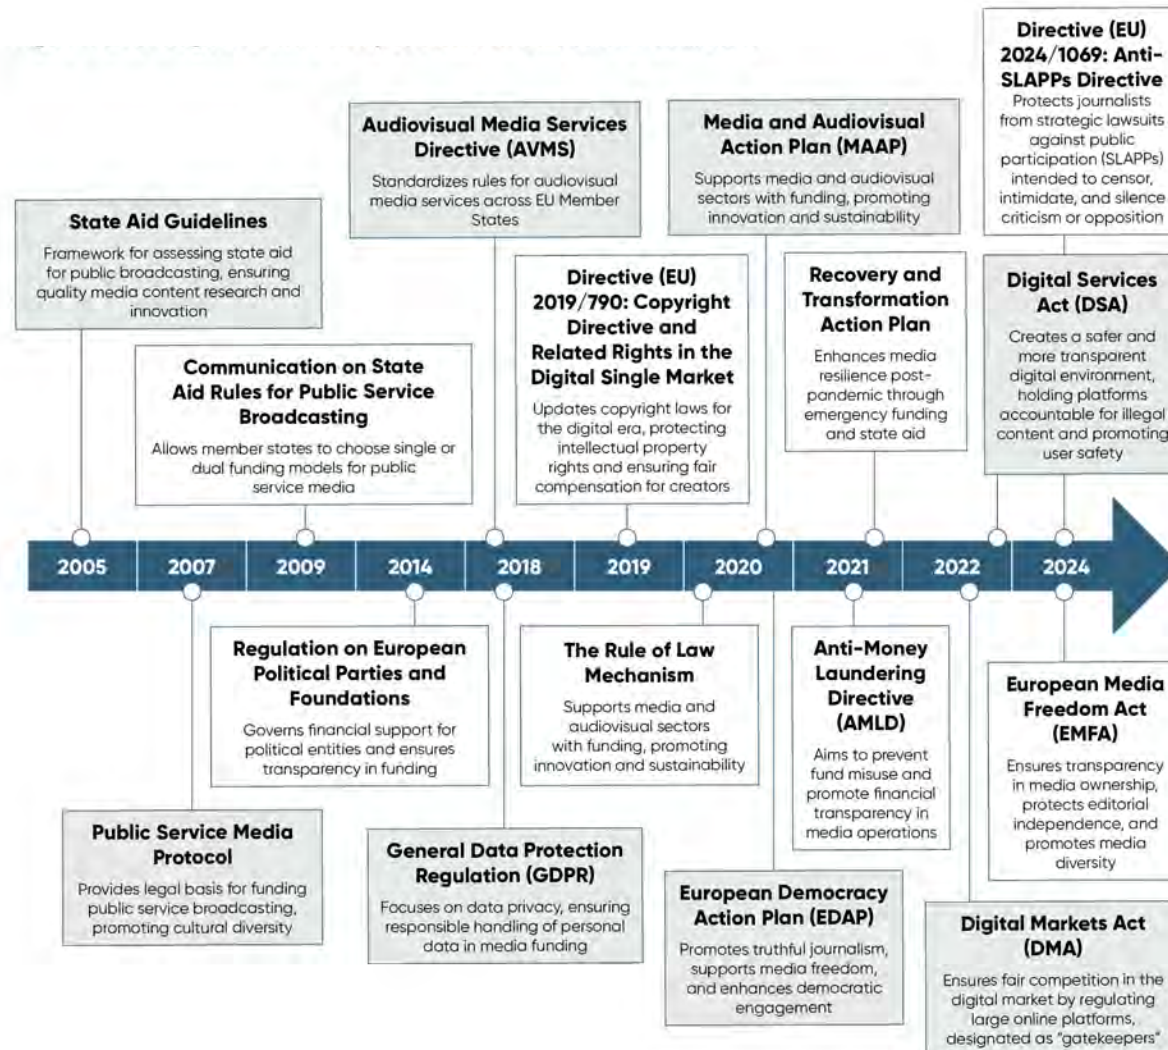 Directive (EU)
2024/1069: Anti-
SLAPPs Directive
Protects journalists
from strategic lawsuits
against public
participation (SLAPPs)
intended to censor,
intimidate, and silence
criticism or opposition
Audiovisual Media Services
Directive (AVMS)
Standardizes rules for audiovisual
media services across EU Member
States
Media and Audiovisual
Action Plan (MAAP)
Supports media and audiovisual
sectors with funding, promoting
innovation and sustainability
State Aid Guidelines
Framework for assessing state aid
for public broadcasting, ensuring
quality media content research and
innovation
Directive (EU)
2019/790: Copyright
Directive and
Related Rights in the
Digital Single Market
Updates copyright laws for
the digital era, protecting
intellectual property
rights and ensuring fair
compensation for creators
Recovery and
Transformation
Action Plan
Enhances media
resilience post-
pandemic through
emergency funding
and state aid
Digital Services
Act (DSA)
Creates a safer and
more transparent
digital environment,
holding platforms
accountable for illegal
content and promoting
user safety
Communication on State
Aid Rules for Public Service
Broadcasting
Allows member states to choose single or
dual funding models for public
service media
2005 2007 2009 2014 2018 2019 2020 2021 2022 2024
Regulation on European
Political Parties and
Foundations
Governs financial support for
political entities and ensures
transparency in funding
The Rule of Law
Mechanism
Supports media and
audiovisual sectors
with funding, promoting
innovation and sustainability
Anti-Money
Laundering
Directive
(AMLD)
Aims to prevent
fund misuse and
promote financial
transparency in
media operations
European Media
Freedom Act
(EMFA)
Ensures transparency
in media ownership,
protects editorial
independence, and
promotes media
diversity
Public Service Media
Protocol
Provides legal basis for funding
public service broadcasting,
promoting cultural diversity
General Data Protection
Regulation (GDPR)
Focuses on data privacy, ensuring
responsible handling of personal
data in media funding
European Democracy
Action Plan (EDAP)
Promotes truthful journalism,
supports media freedom,
and enhances democratic
engagement
Digital Markets Act
(DMA)
Ensures fair competition in the
digital market by regulating
large online platforms,
designated as "gatekeepers"